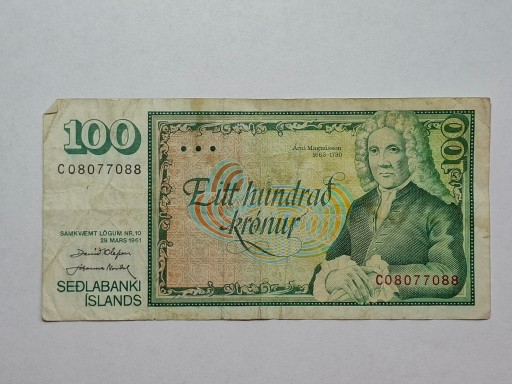 100
C08077088
SAMKVÆMT LÖGUM NR. 10
29 MARS 1961
SEÐLABANKI
ÍSLANDS
Eitt hundrað
krónur
Árni Magnússon
1663-1730
100
C08077088